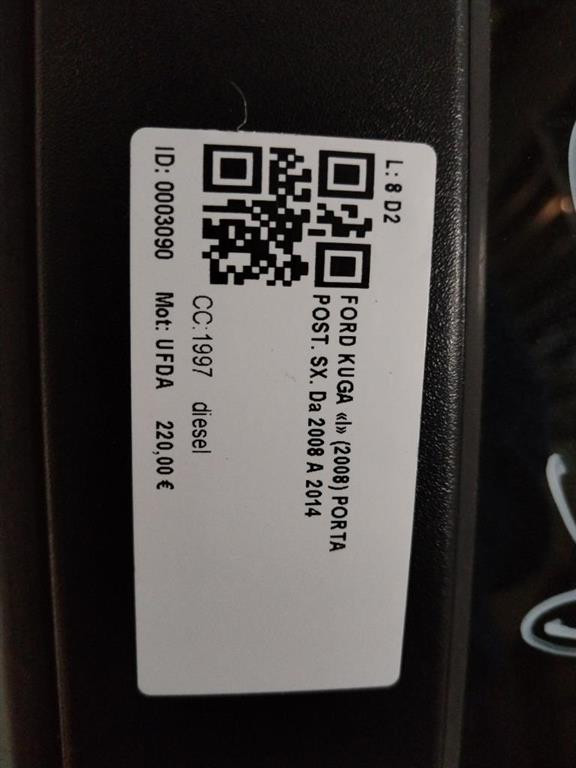 L: 8 D2
FORD KUGA «I» (2008) PORTA
POST. SX. Da 2008 A 2014
CC:1997 diesel
ID: 0003090 Mot: UFDA 220,00 €